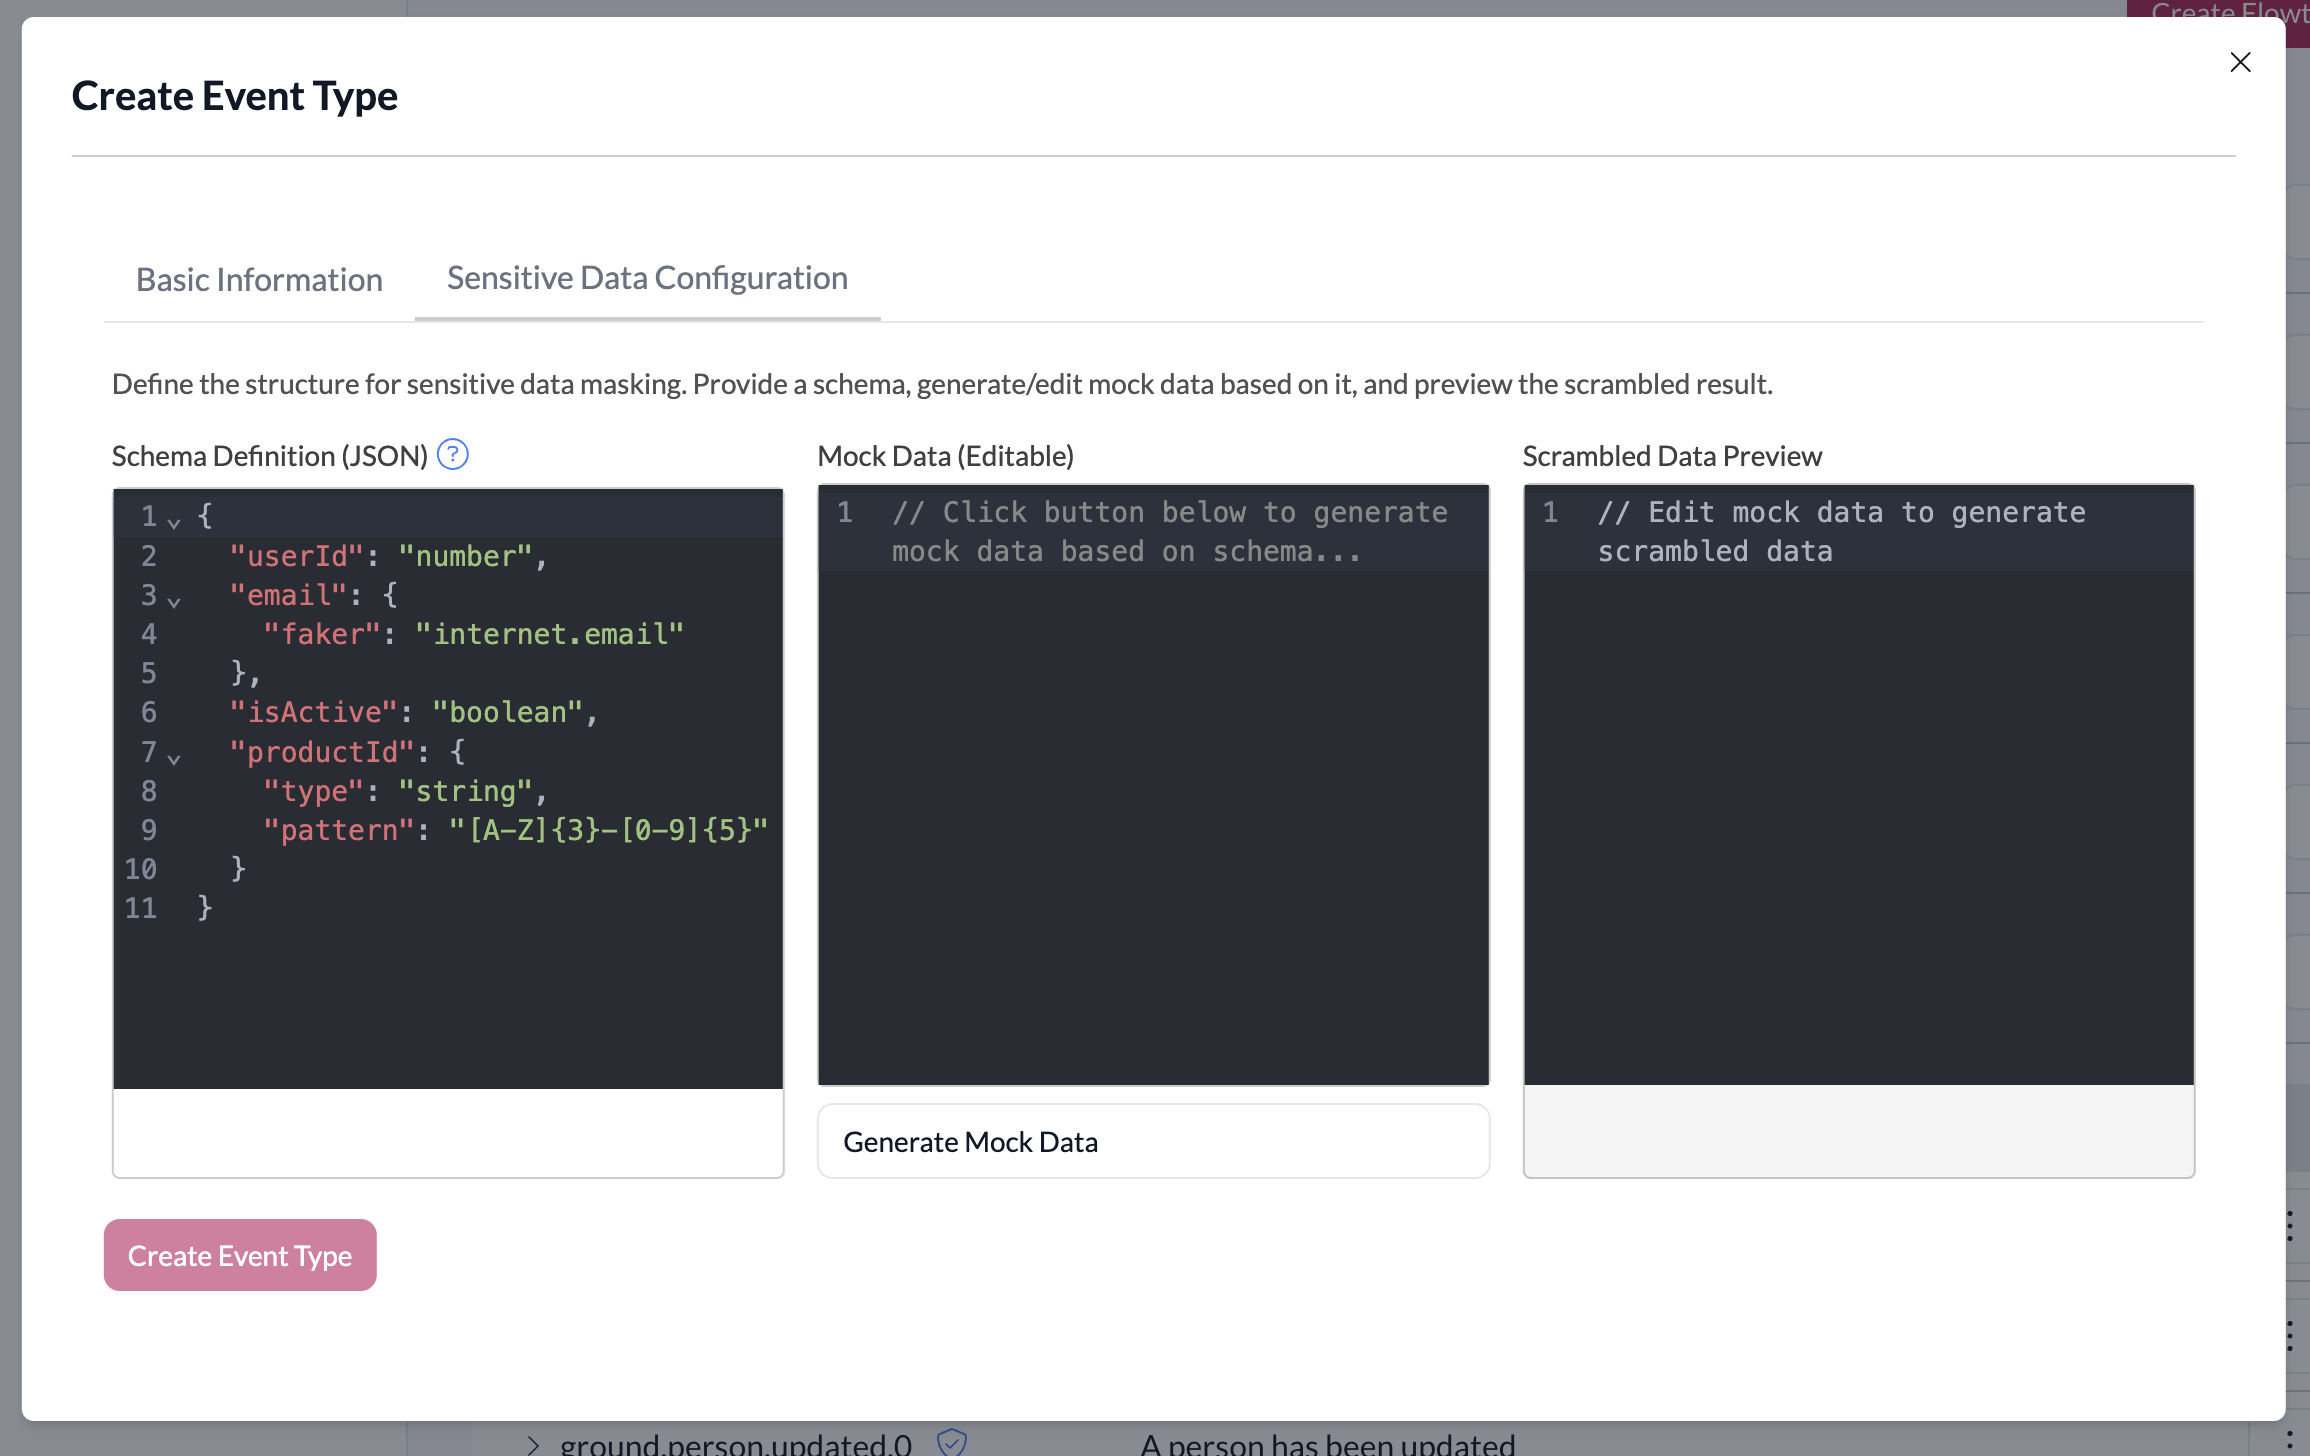 Create Flowt
Create Event Type
Basic Information
Sensitive Data Configuration
Define the structure for sensitive data masking. Provide a schema, generate/edit mock data based on it, and preview the scrambled result.
Schema Definition (JSON) ?
1 {
2 "userId": "number",
3 "email": {
4 "faker": "internet.email"
5 },
6 "isActive": "boolean",
7 "productId": {
8 "type": "string",
9 "pattern": "[A-Z]{3}-[0-9]{5}"
10 }
11 }
Mock Data (Editable)
1 // Click button below to generate
mock data based on schema...
Generate Mock Data
Scrambled Data Preview
1 // Edit mock data to generate
scrambled data
Create Event Type
ground.person.updated.0
A person has been updated